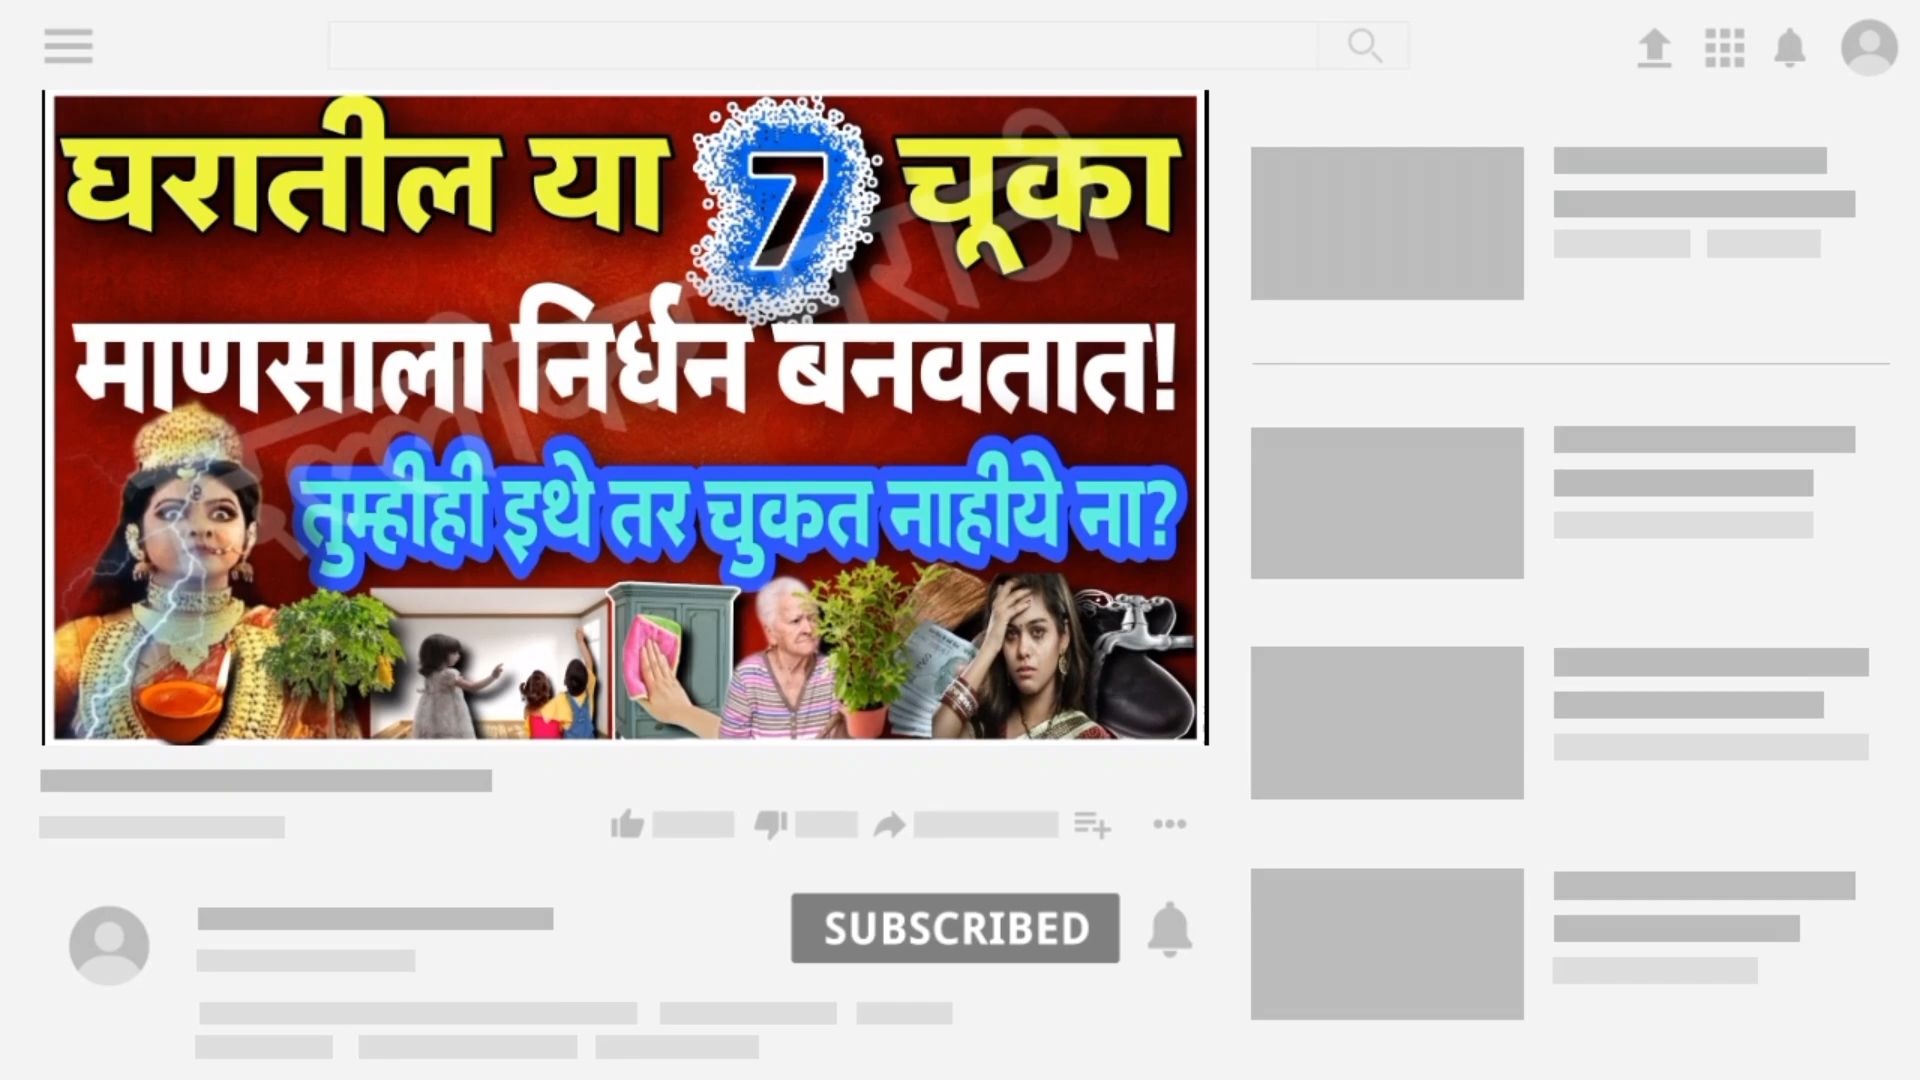 घरातील या 7 चूका
माणसाला निर्धन बनवतात!
तुम्हीही इथे तर चुकत नाहीये ना?
SUBSCRIBED